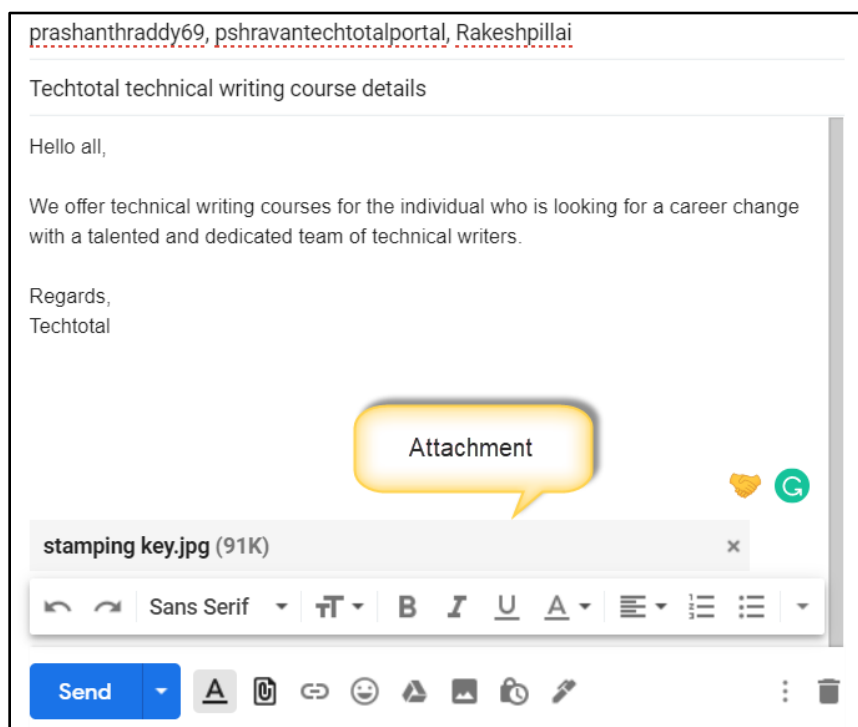 prashanthraddy69, pshravantechtotalportal, Rakeshpillai
Techtotal technical writing course details
Hello all,
We offer technical writing courses for the individual who is looking for a career change
with a talented and dedicated team of technical writers.
Regards,
Techtotal
Attachment
stamping key.jpg (91K)
Sans Serif
Send